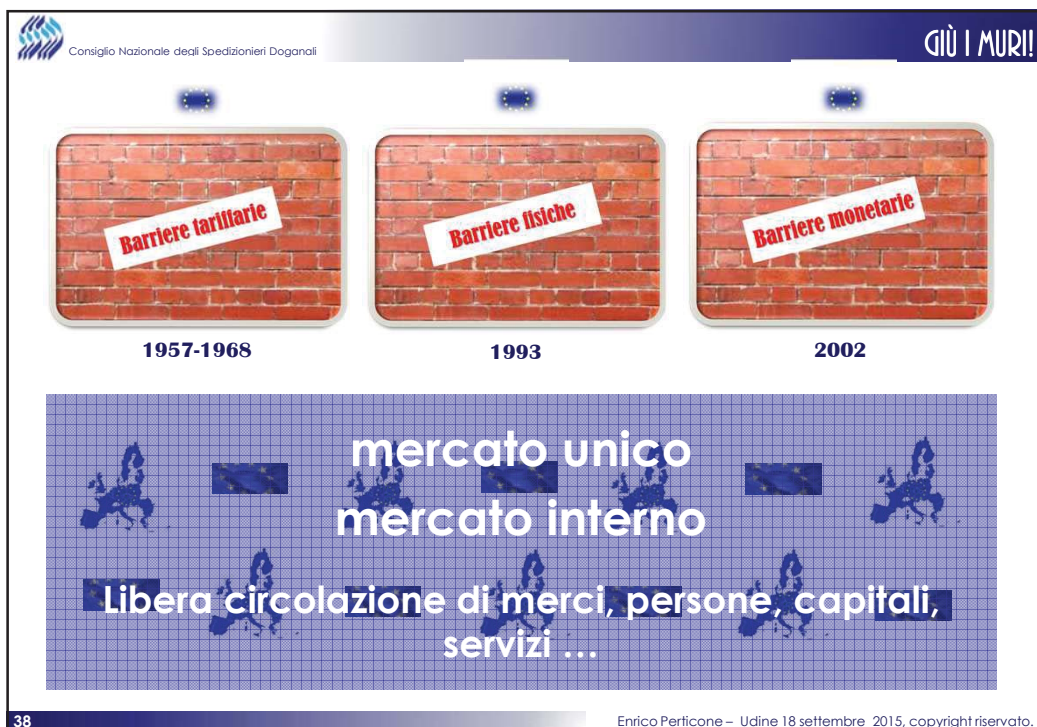 Consiglio Nazionale degli Spedizionieri Doganali
GIÙ I MURI!
Barriere tariffarie
Barriere fisiche
Barriere monetarie
1957-1968
1993
2002
mercato unico
mercato interno
Libera circolazione di merci, persone, capitali,
servizi …
38
Enrico Perticone – Udine 18 settembre 2015, copyright riservato.